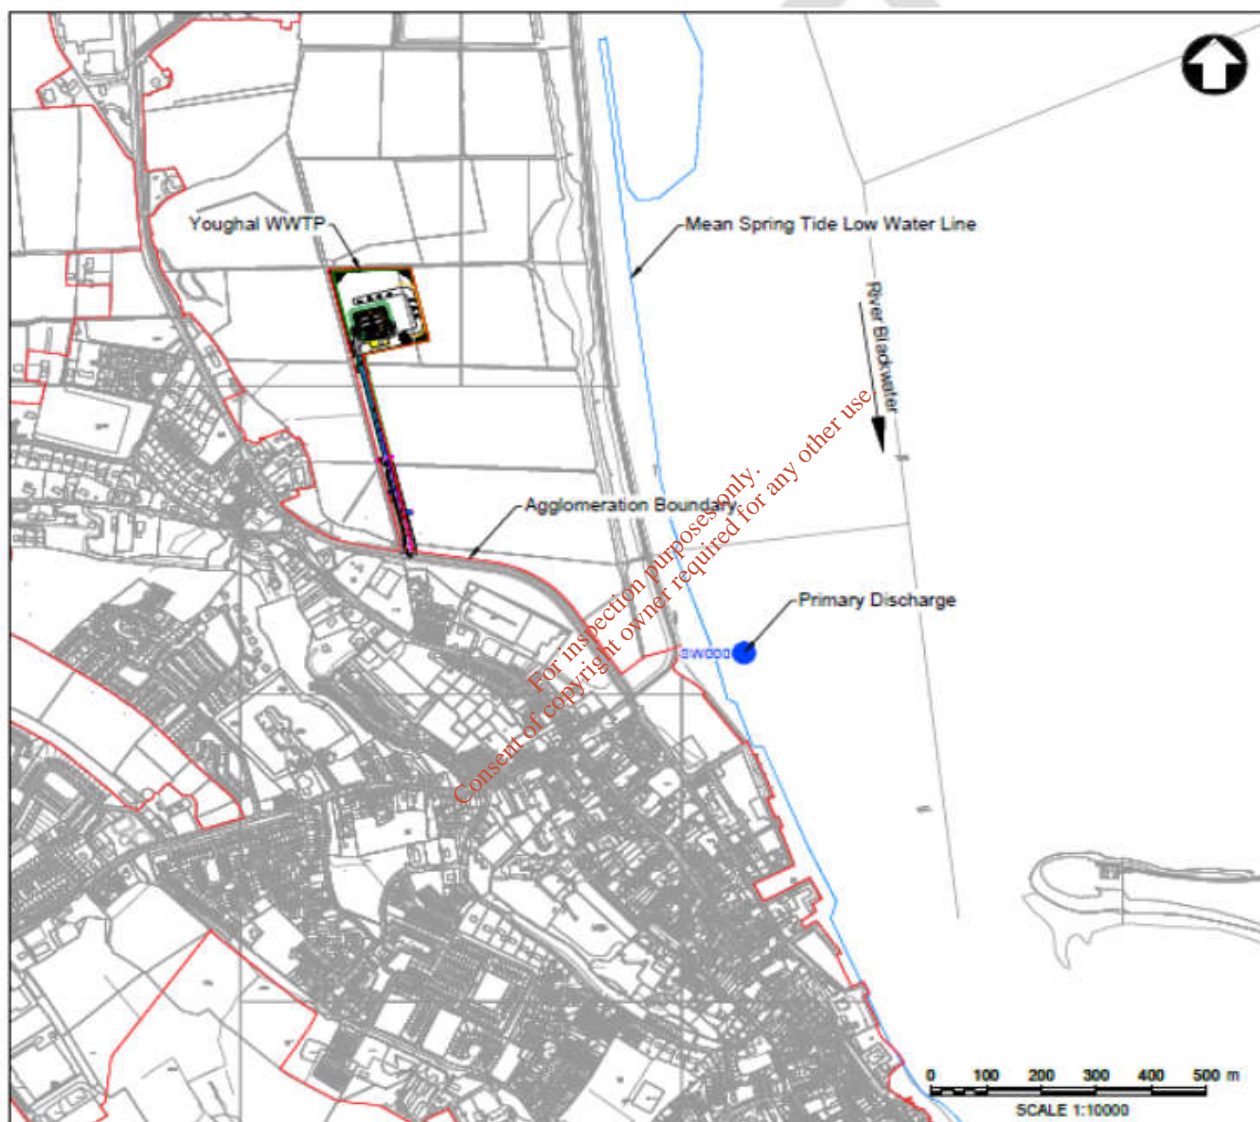 Youghal WWTP
Mean Spring Tide Low Water Line
River Blackwater
Agglomeration Boundary
For inspection purposes only.
Consent of copyright owner required for any other use.
Primary Discharge
0 100 200 300 400 500 m
SCALE 1:10000